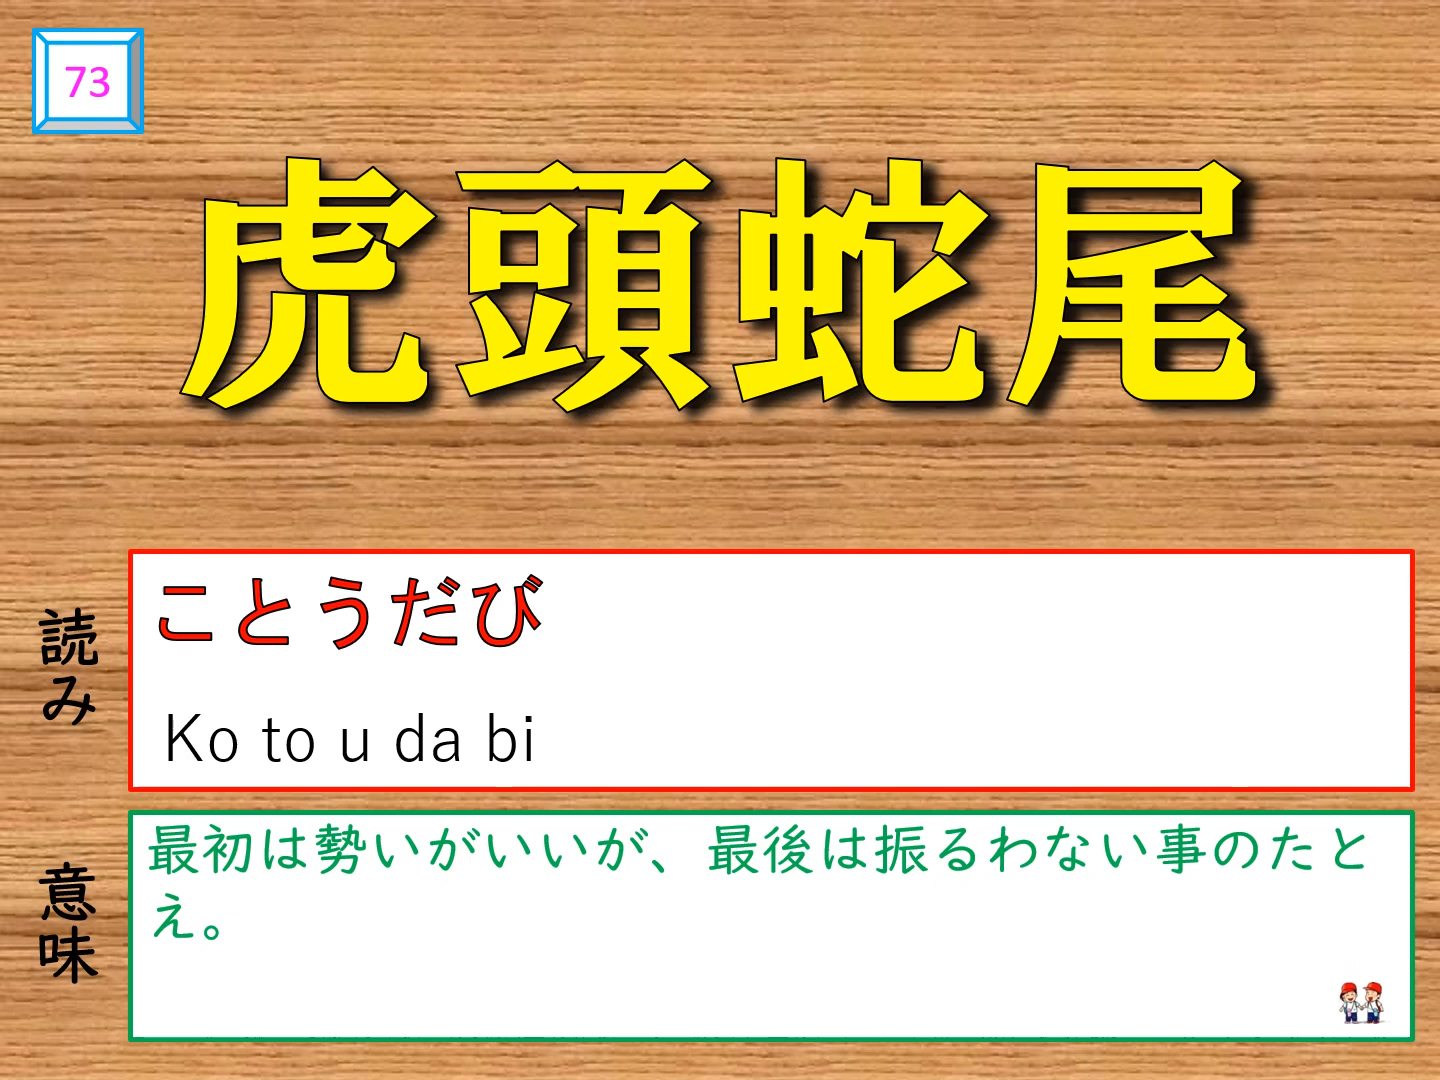 73
虎頭蛇尾
読み
ことうだび
Ko to u da bi
意味
最初は勢いがいいが、最後は振るわない事のたと
え。